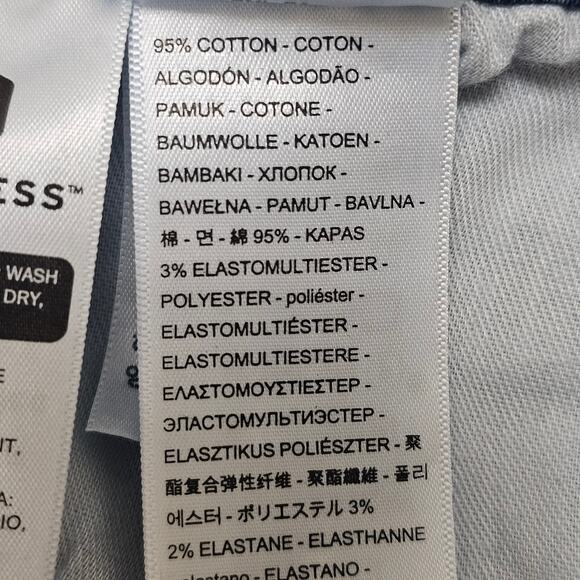 95% COTTON - COTON -
ALGODÓN - ALGODÃO -
PAMUK - COTONE -
BAUMWOLLE - KATOEN -
BAMBAKI - ХЛОПОК -
BAWEŁNA - PAMUT - BAVLNA -
棉 - 면 - 綿 95% - KAPAS
3% ELASTOMULTIESTER -
POLYESTER - poliéster -
ELASTOMULTIÉSTER -
ELASTOMULTIESTERE -
ΕΛΑΣΤΟΜΟΥΣΤΙΕΣΤΕΡ -
ЭЛАСТОМУЛЬТИЭСТЕР -
ELASZTIKUS POLIÉSZTER - 聚
酯复合弹性纤维 - 聚酯纖維 - 폴리
에스터 - ポリエステル 3%
2% ELASTANE - ELASTHANNE
elastano - ELASTANO -
ESS™
WASH
DRY,